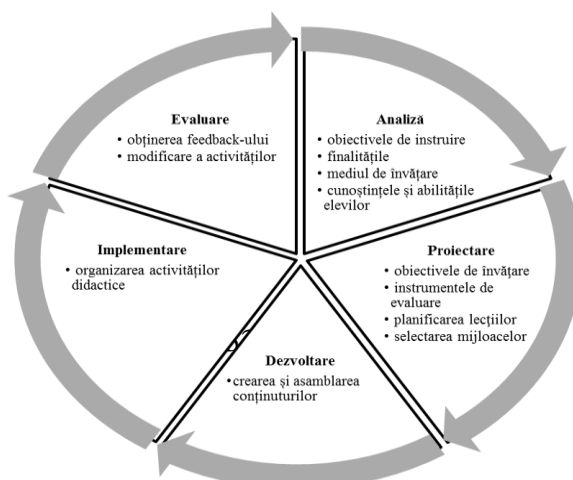 Evaluare
• obținerea feedback-ului
• modificare a activităților
Analiză
• obiectivele de instruire
• finalitățile
• mediul de învățare
• cunoștințele și abilitățile
elevilor
Proiectare
• obiectivele de învățare
• instrumentele de
evaluare
• planificarea lecțiilor
• selectarea mijloacelor
Dezvoltare
• crearea și asamblarea
conținuturilor
Implementare
• organizarea activităților
didactice